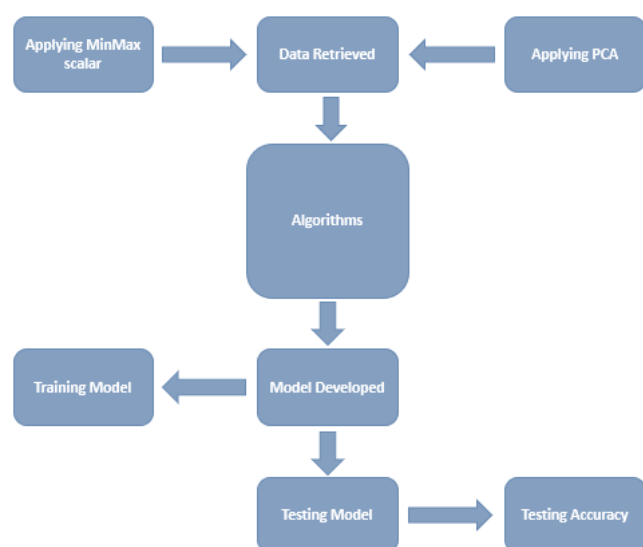 Applying MinMax
scalar
Data Retrieved
Applying PCA
Algorithms
Training Model
Model Developed
Testing Model
Testing Accuracy